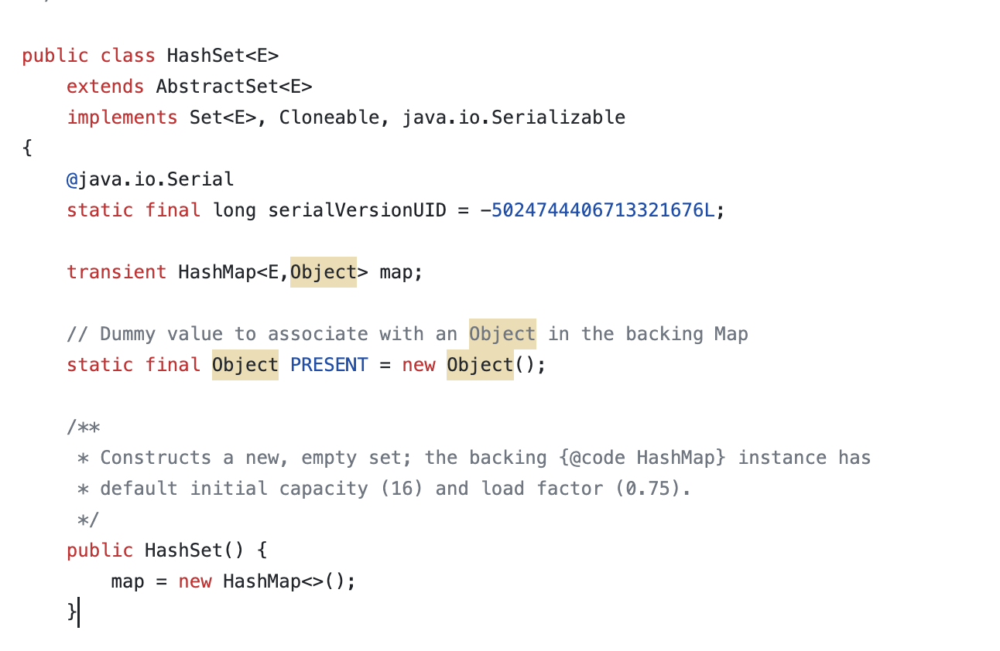 public class HashSet<E>
    extends AbstractSet<E>
    implements Set<E>, Cloneable, java.io.Serializable
{
    @java.io.Serial
    static final long serialVersionUID = -5024744406713321676L;
    transient HashMap<E,Object> map;
    // Dummy value to associate with an Object in the backing Map
    static final Object PRESENT = new Object();
    /**
     * Constructs a new, empty set; the backing {@code HashMap} instance has
     * default initial capacity (16) and load factor (0.75).
     */
    public HashSet() {
        map = new HashMap<>();
    }